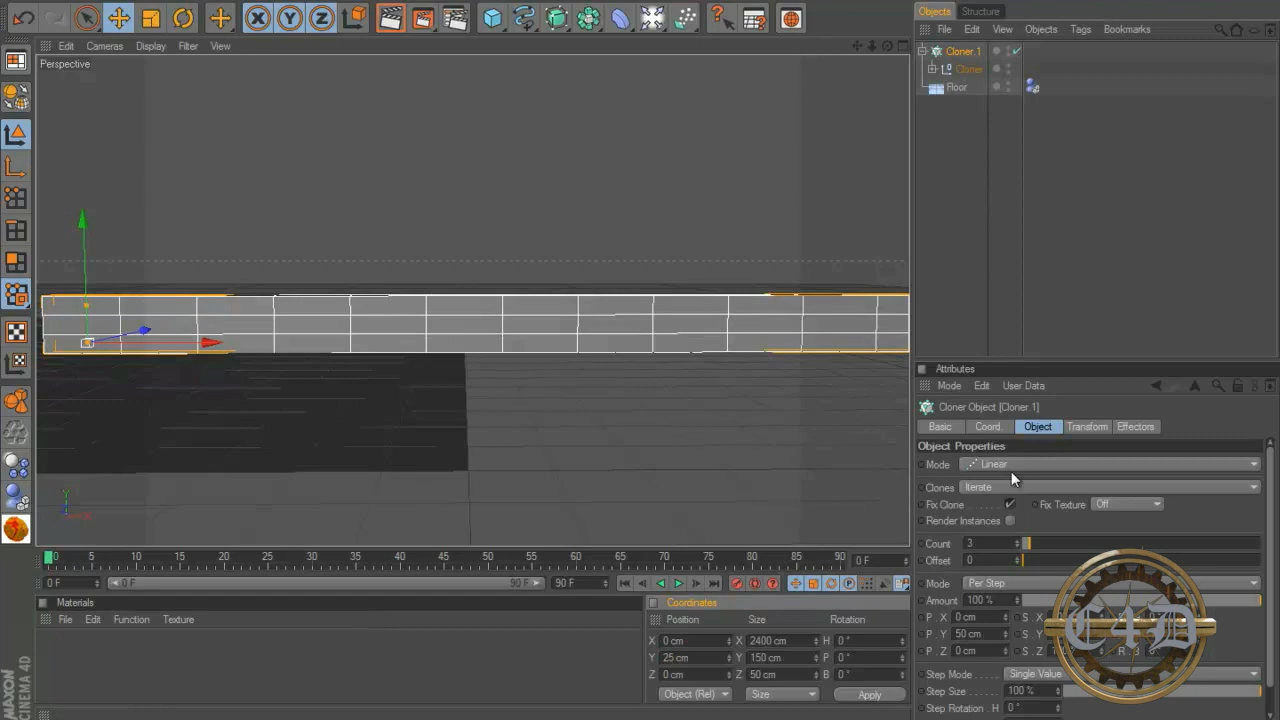 Edit Cameras Display Filter View
Perspective
Objects Structure
File Edit View Objects Tags Bookmarks
Cloner.1
Cloner
Floor
Attributes
Mode Edit User Data
Cloner Object [Cloner.1]
Basic Coord. Object Transform Effectors
Object Properties
Mode Linear
Clones Iterate
Fix Clone Fix Texture Off
Render Instances
Count 3
Offset 0
Mode Per Step
Amount 100 %
P . X 0 cm S . X
P . Y 50 cm S . Y
P . Z 0 cm S . Z
Step Mode Single Value
Step Size 100 %
Step Rotation . H 0 °
C4D
0 5 10 15 20 25 30 35 40 45 50 55 60 65 70 75 80 85 90 0 F
0 F 0 F 90 F 90 F
Materials
File Edit Function Texture
Coordinates
Position Size Rotation
X 0 cm X 2400 cm H 0 °
Y 25 cm Y 150 cm P 0 °
Z 0 cm Z 50 cm B 0 °
Object (Rel) Size Apply
MAXON
CINEMA 4D